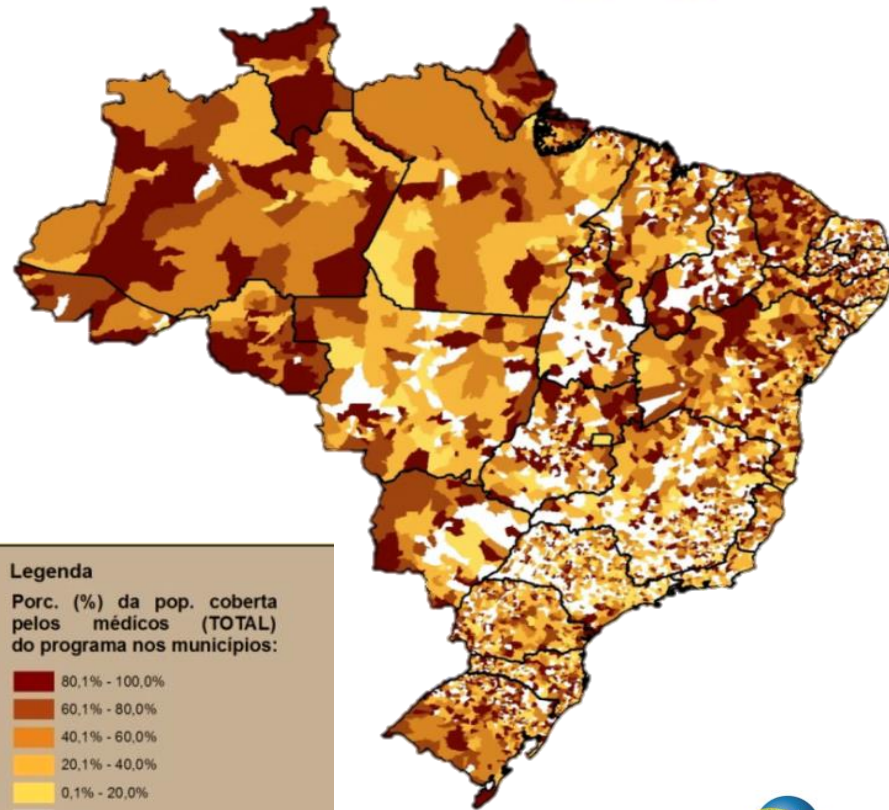 Legenda
Porc. (%) da pop. coberta
pelos médicos (TOTAL)
do programa nos municípios:
80,1% - 100,0%
60,1% - 80,0%
40,1% - 60,0%
20,1% - 40,0%
0,1% - 20,0%